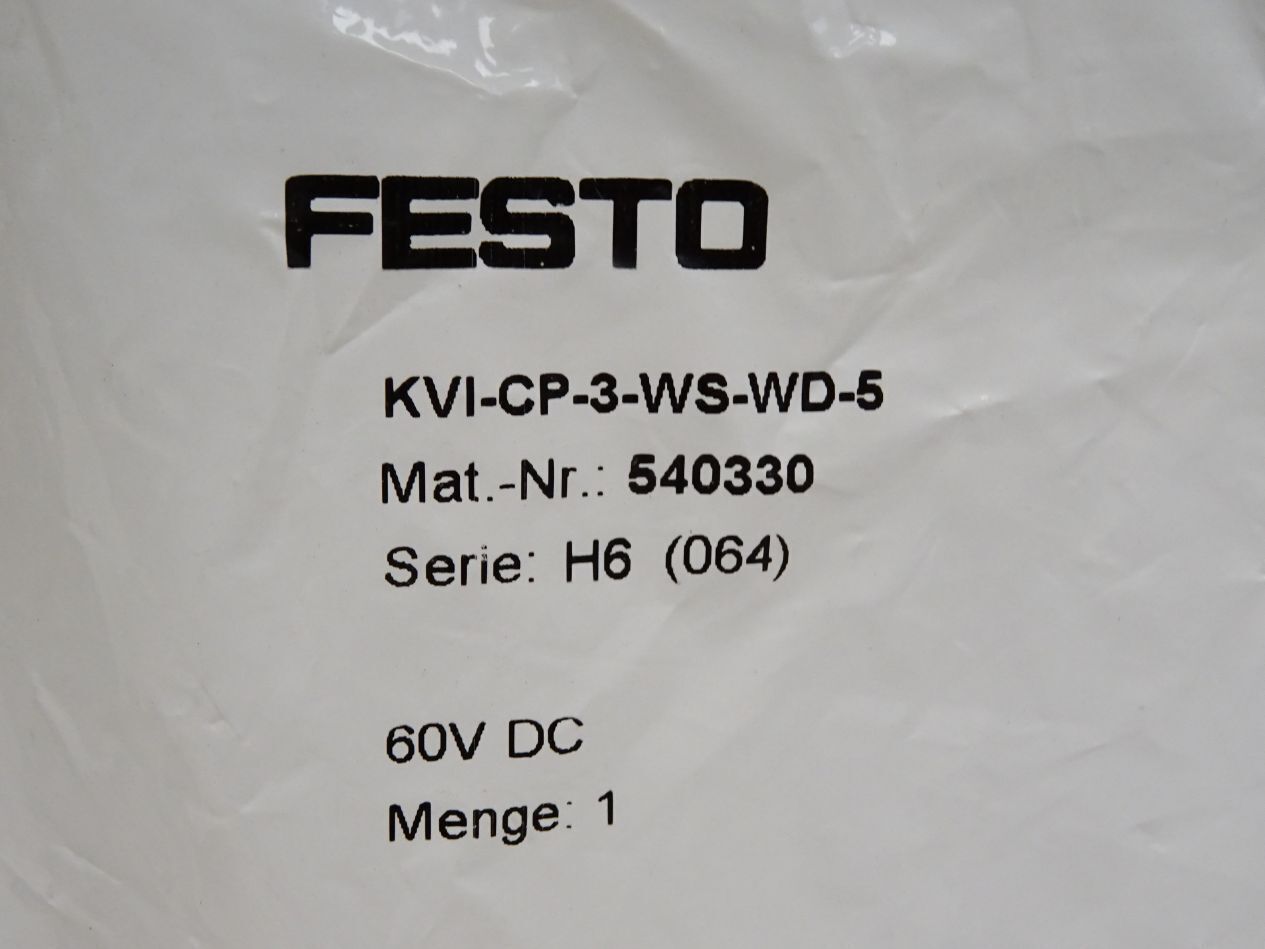 FESTO
KVI-CP-3-WS-WD-5
Mat.-Nr.: 540330
Serie: H6 (064)
60V DC
Menge: 1